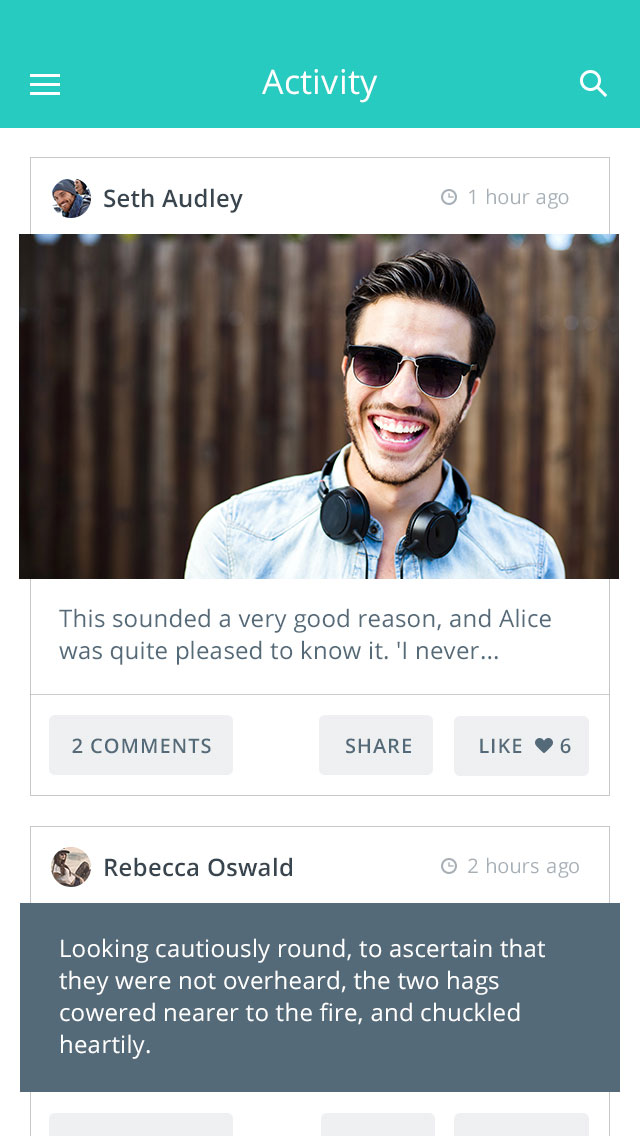 Activity
Seth Audley
1 hour ago
This sounded a very good reason, and Alice
was quite pleased to know it. 'I never...
2 COMMENTS
SHARE
LIKE 6
Rebecca Oswald
2 hours ago
Looking cautiously round, to ascertain that
they were not overheard, the two hags
cowered nearer to the fire, and chuckled
heartily.